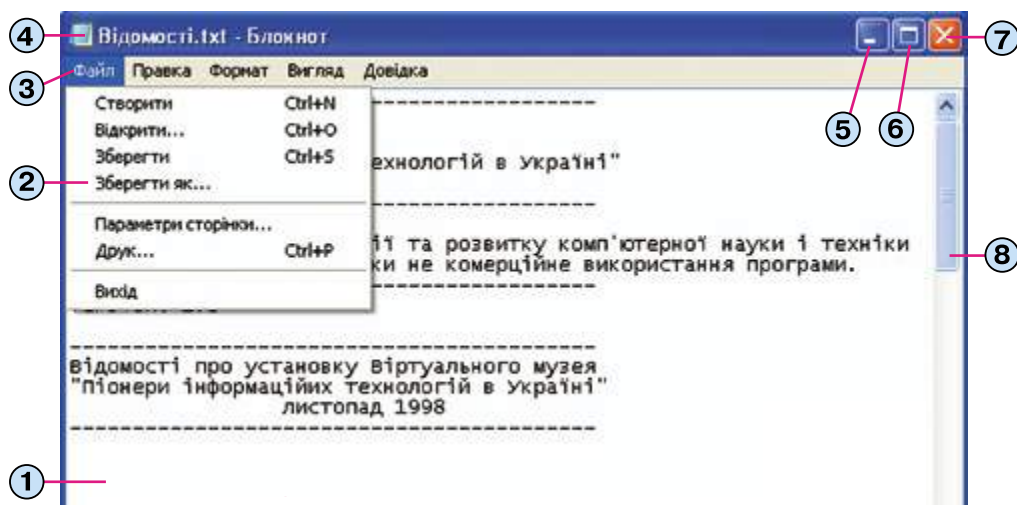 4 Відомості.txt - Блокнот 7
3 Файл Правка Формат Вигляд Довідка
Створити Ctrl+N
Відкрити... Ctrl+O
5 6
Зберегти Ctrl+S ехнологій в Україні"
2 Зберегти як...
Параметри сторінки...
Друк... Ctrl+P ії та розвитку комп'ютерної науки і техніки
8
ки не комерційне використання програми.
Вихід
Відомості про установку Віртуального музея
"Піонери інформаційих технологій в Україні"
листопад 1998
1